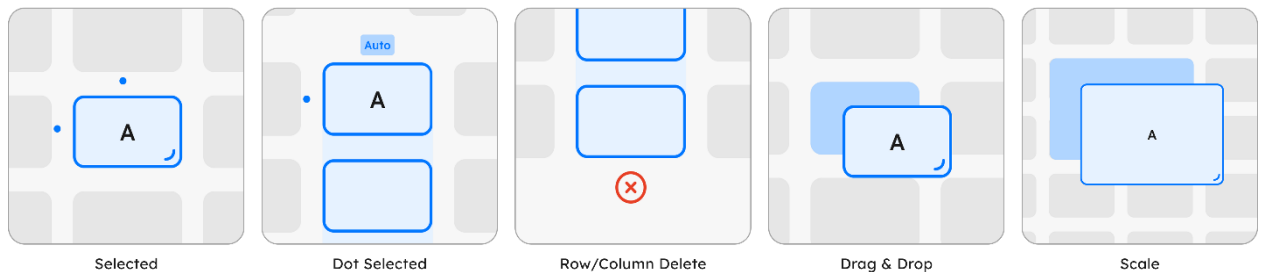 A
Selected
Auto
A
Dot Selected
Row/Column Delete
A
Drag & Drop
A
Scale